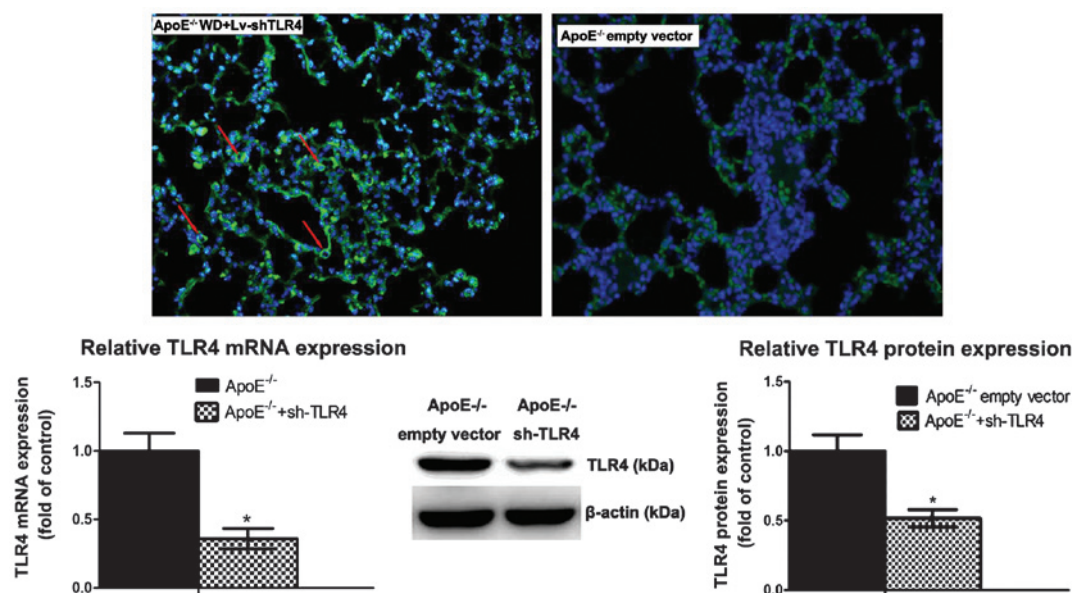 ApoE⁻/⁻ WD+Lv-shTLR4
ApoE⁻/⁻ empty vector
Relative TLR4 mRNA expression
TLR4 mRNA expression
(fold of control)
1.5
1.0
0.5
0.0
ApoE⁻/⁻
ApoE⁻/⁻+sh-TLR4
*
ApoE-/-
empty vector
ApoE-/-
sh-TLR4
TLR4 (kDa)
β-actin (kDa)
Relative TLR4 protein expression
TLR4 protein expression
(fold of control)
1.5
1.0
0.5
0.0
ApoE⁻/⁻ empty vector
ApoE⁻/⁻+sh-TLR4
*